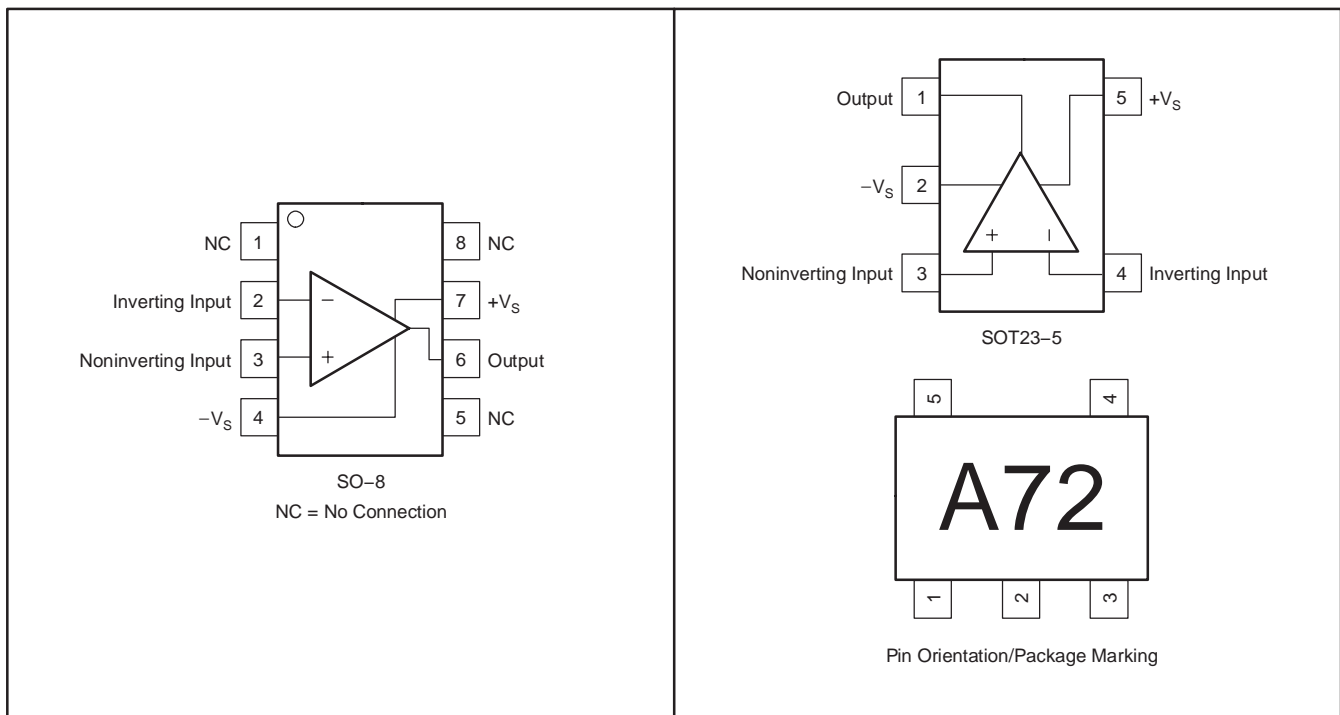 NC 1
8 NC
Inverting Input 2
−
7 +VS
Noninverting Input 3
+
6 Output
−VS 4
5 NC
SO−8
NC = No Connection
Output 1
5 +VS
−VS 2
+ −
Noninverting Input 3
4 Inverting Input
SOT23−5
5 4
A72
1 2 3
Pin Orientation/Package Marking